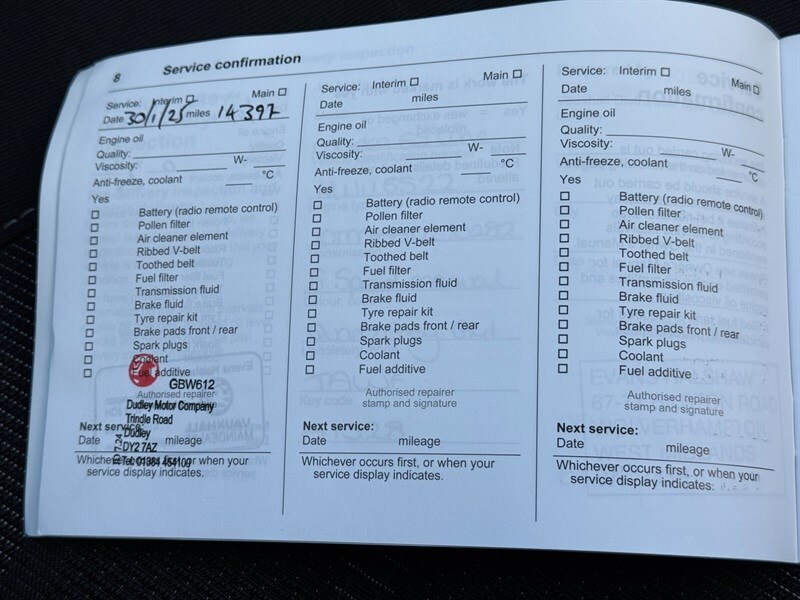 8 Service confirmation
Service: Interim ☐ Main ☐
Date 30/1/25 miles 14397
Engine oil
Quality:
Viscosity: W-
Anti-freeze, coolant °C
Yes
☐ Battery (radio remote control)
☐ Pollen filter
☐ Air cleaner element
☐ Ribbed V-belt
☐ Toothed belt
☐ Fuel filter
☐ Transmission fluid
☐ Brake fluid
☐ Tyre repair kit
☐ Brake pads front / rear
☐ Spark plugs
☐ Coolant
☐ Fuel additive
GBW612
Authorised repairer
stamp and signature
Dudley Motor Company
Trindle Road
Dudley
DY2 7AZ
Next service:
Date mileage
Whichever occurs first, or when your
service display indicates.
Service: Interim ☐ Main ☐
Date miles
Engine oil
Quality:
Viscosity: W-
Anti-freeze, coolant °C
Yes
☐ Battery (radio remote control)
☐ Pollen filter
☐ Air cleaner element
☐ Ribbed V-belt
☐ Toothed belt
☐ Fuel filter
☐ Transmission fluid
☐ Brake fluid
☐ Tyre repair kit
☐ Brake pads front / rear
☐ Spark plugs
☐ Coolant
☐ Fuel additive
Authorised repairer
stamp and signature
Next service:
Date mileage
Whichever occurs first, or when your
service display indicates.
Service: Interim ☐ Main ☐
Date miles
Engine oil
Quality:
Viscosity: W-
Anti-freeze, coolant °C
Yes
☐ Battery (radio remote control)
☐ Pollen filter
☐ Air cleaner element
☐ Ribbed V-belt
☐ Toothed belt
☐ Fuel filter
☐ Transmission fluid
☐ Brake fluid
☐ Tyre repair kit
☐ Brake pads front / rear
☐ Spark plugs
☐ Coolant
☐ Fuel additive
Authorised repairer
stamp and signature
Next service:
Date mileage
Whichever occurs first, or when your
service display indicates.